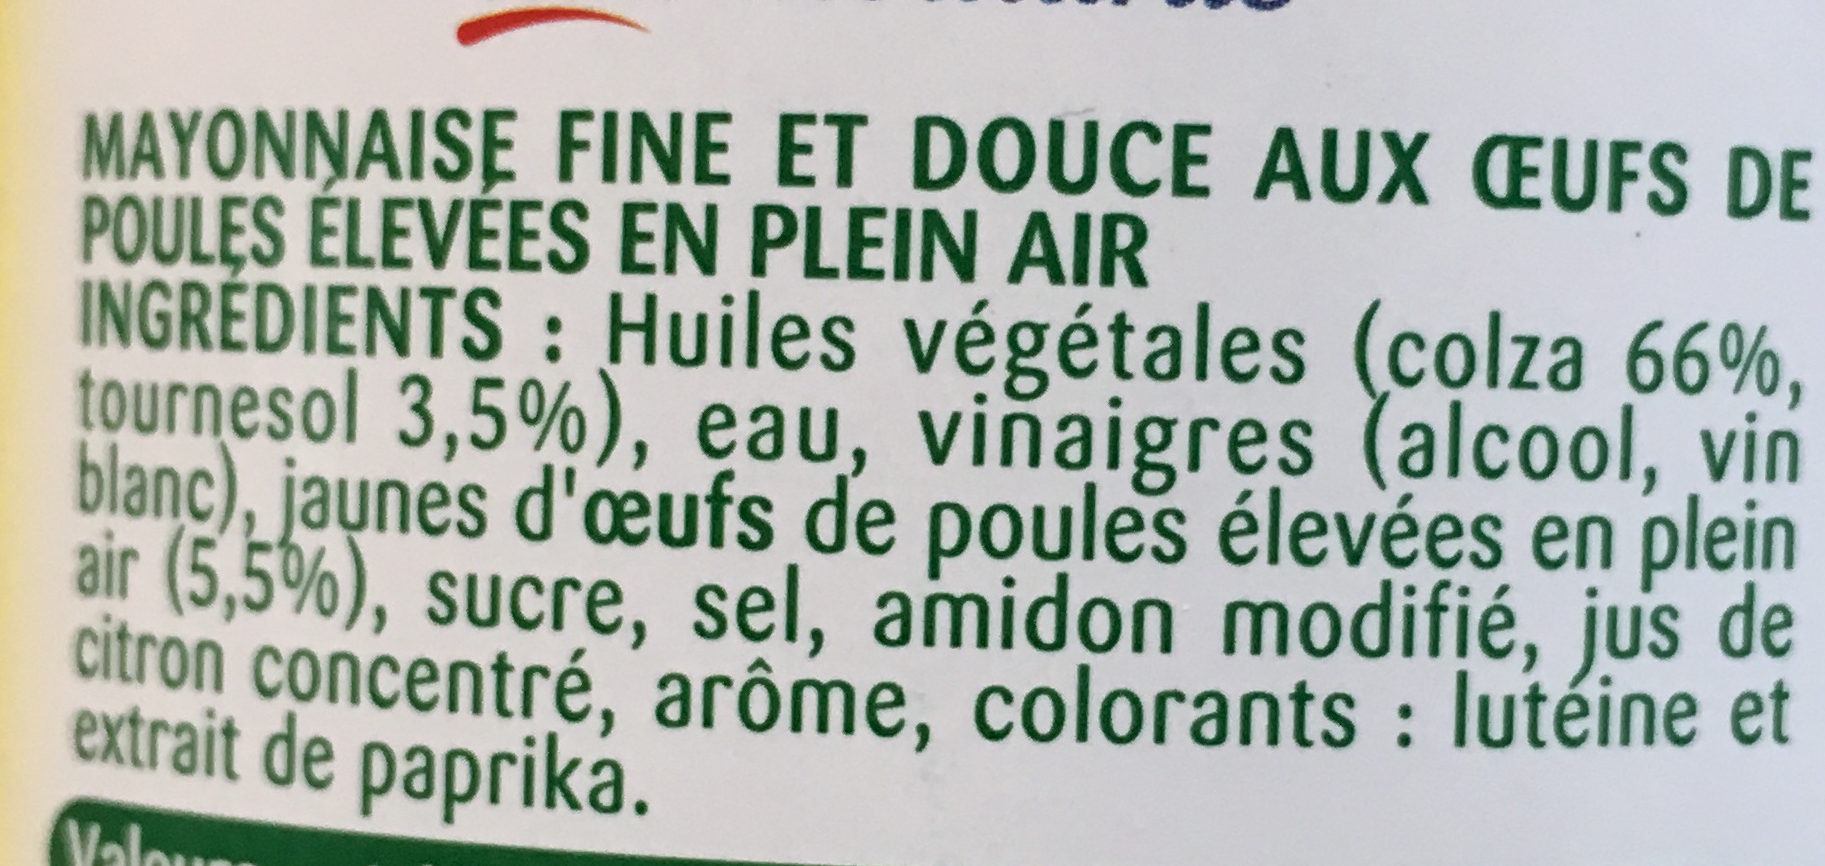 MAYONNAISE FINE ET DOUCE AUX ŒUFS DE
POULES ÉLEVÉES EN PLEIN AIR
INGRÉDIENTS : Huiles végétales (colza 66%,
tournesol 3,5%), eau, vinaigres (alcool, vin
blanc), jaunes d'œufs de poules élevées en plein
air (5,5%), sucre, sel, amidon modifié, jus de
citron concentré, arôme, colorants : lutéine et
extrait de paprika.